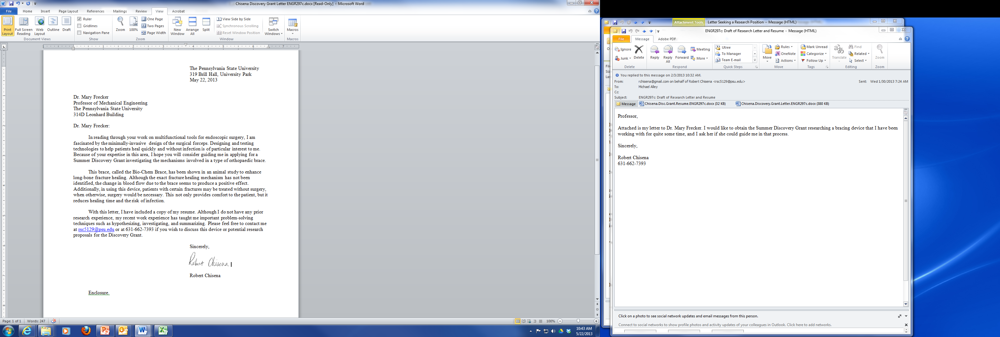 Chisena Discovery Grant Letter ENGR297c.docx [Read-Only] - Microsoft Word
File Home Insert Page Layout References Mailings Review View Acrobat
Print Layout
Full Screen Reading
Web Layout
Outline
Draft
Document Views
Ruler
Gridlines
Navigation Pane
Show
Zoom
100%
One Page
Two Pages
Page Width
Zoom
New Window
Arrange All
Split
View Side by Side
Synchronous Scrolling
Reset Window Position
Window
Switch Windows
Macros
Macros
1 2 3 4 5 6 7
The Pennsylvania State University
319 Brill Hall, University Park
May 22, 2013
Dr. Mary Frecker
Professor of Mechanical Engineering
The Pennsylvania State University
314D Leonhard Building
Dr. Mary Frecker:
In reading through your work on multifunctional tools for endoscopic surgery, I am
fascinated by the minimally-invasive design of the surgical forceps. Designing and testing
technologies to help patients heal quickly and without infection is of particular interest to me.
Because of your expertise in this area, I hope you will consider guiding me in applying for a
Summer Discovery Grant investigating the mechanisms involved in a type of orthopaedic brace.
This brace, called the Bio-Chem Brace, has been shown in an animal study to enhance
long-bone fracture healing. Although the exact fracture healing mechanism has not been
identified, the change in blood flow due to the brace seems to produce a positive effect.
Additionally, in using this device, patients with certain fractures may be treated without surgery,
when otherwise, surgery would be necessary. This not only provides comfort to the patient, but it
reduces healing time and the risk of infection.
With this letter, I have included a copy of my resume. Although I do not have any prior
research experience, my recent work experience has taught me important problem-solving
techniques such as hypothesizing, investigating, and summarizing. Please feel free to contact me
at rsc5129@psu.edu or at 631-662-7393 if you wish to discuss this device or potential research
proposals for the Discovery Grant.
Sincerely,
Robert Chisena
Robert Chisena
Enclosure.
Page: 1 of 1 Words: 247
100%
10:43 AM
5/22/2013
Attachment Tools Letter Seeking a Research Position - Message (HTML)
ENGR297c: Draft of Research Letter and Resume - Message (HTML)
File Message Adobe PDF
Ignore
Junk
Delete
Delete
Reply
Reply All
Forward
Meeting
More
Respond
Utree
To Manager
Team E-mail
Quick Steps
Move
Rules
OneNote
Actions
Move
Mark Unread
Categorize
Follow Up
Tags
Translate
Find
Related
Select
Editing
Zoom
Zoom
You replied to this message on 2/3/2013 10:32 AM.
From: rchisena@gmail.com on behalf of Robert Chisena <rsc5129@psu.edu> Sent: Wed 1/30/2013 7:24 AM
To: Michael Alley
Cc:
Subject: ENGR297c: Draft of Research Letter and Resume
Message Chisena.Disc.Grant.Resume.ENGR297c.docx (32 KB) Chisena.Discovery.Grant.Letter.ENGR297c.docx (380 KB)
Professor,
Attached is my letter to Dr. Mary Frecker. I would like to obtain the Summer Discovery Grant researching a bracing device that I have been
working with for quite some time, and I ask her if she could guide me in that process.
Sincerely,
Robert Chisena
631-662-7393
Click on a photo to see social network updates and email messages from this person.
Connect to social networks to show profile photos and activity updates of your colleagues in Outlook. Click here to add networks.